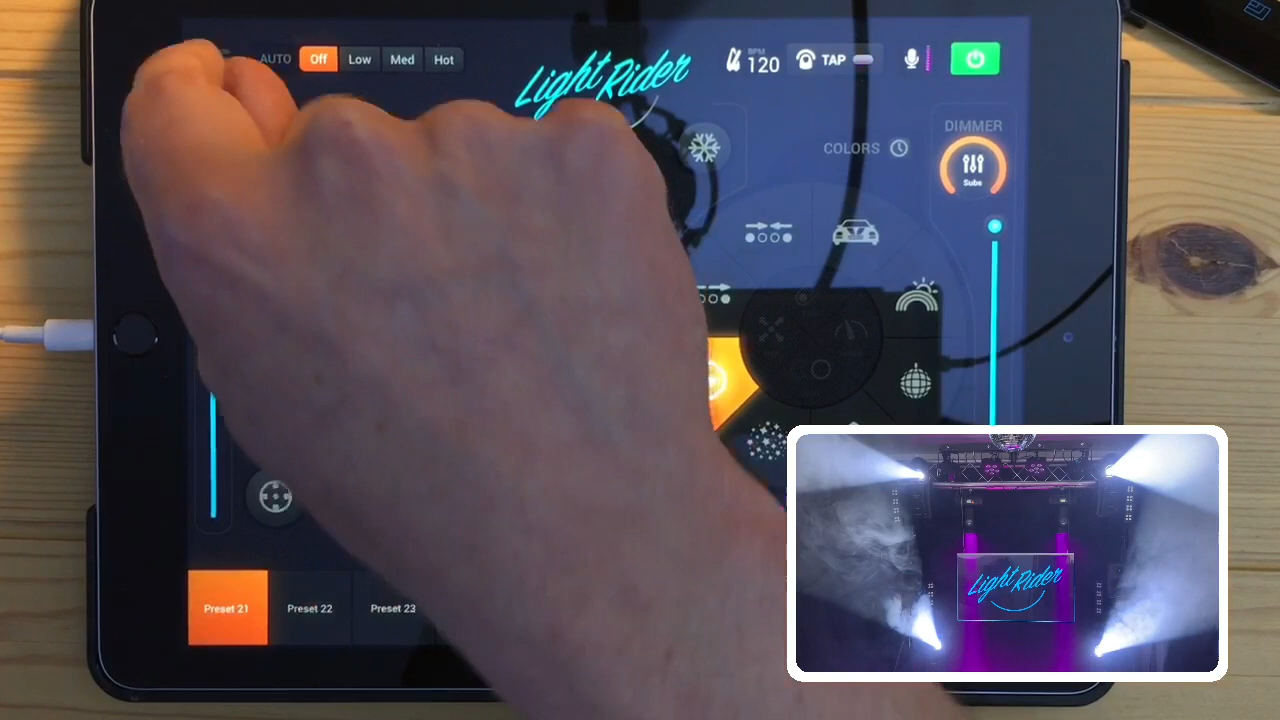 AUTO Off Low Med Hot
Light Rider
BPM
120
TAP
COLORS
DIMMER
Subs
Preset 21
Preset 22
Preset 23
Light Rider